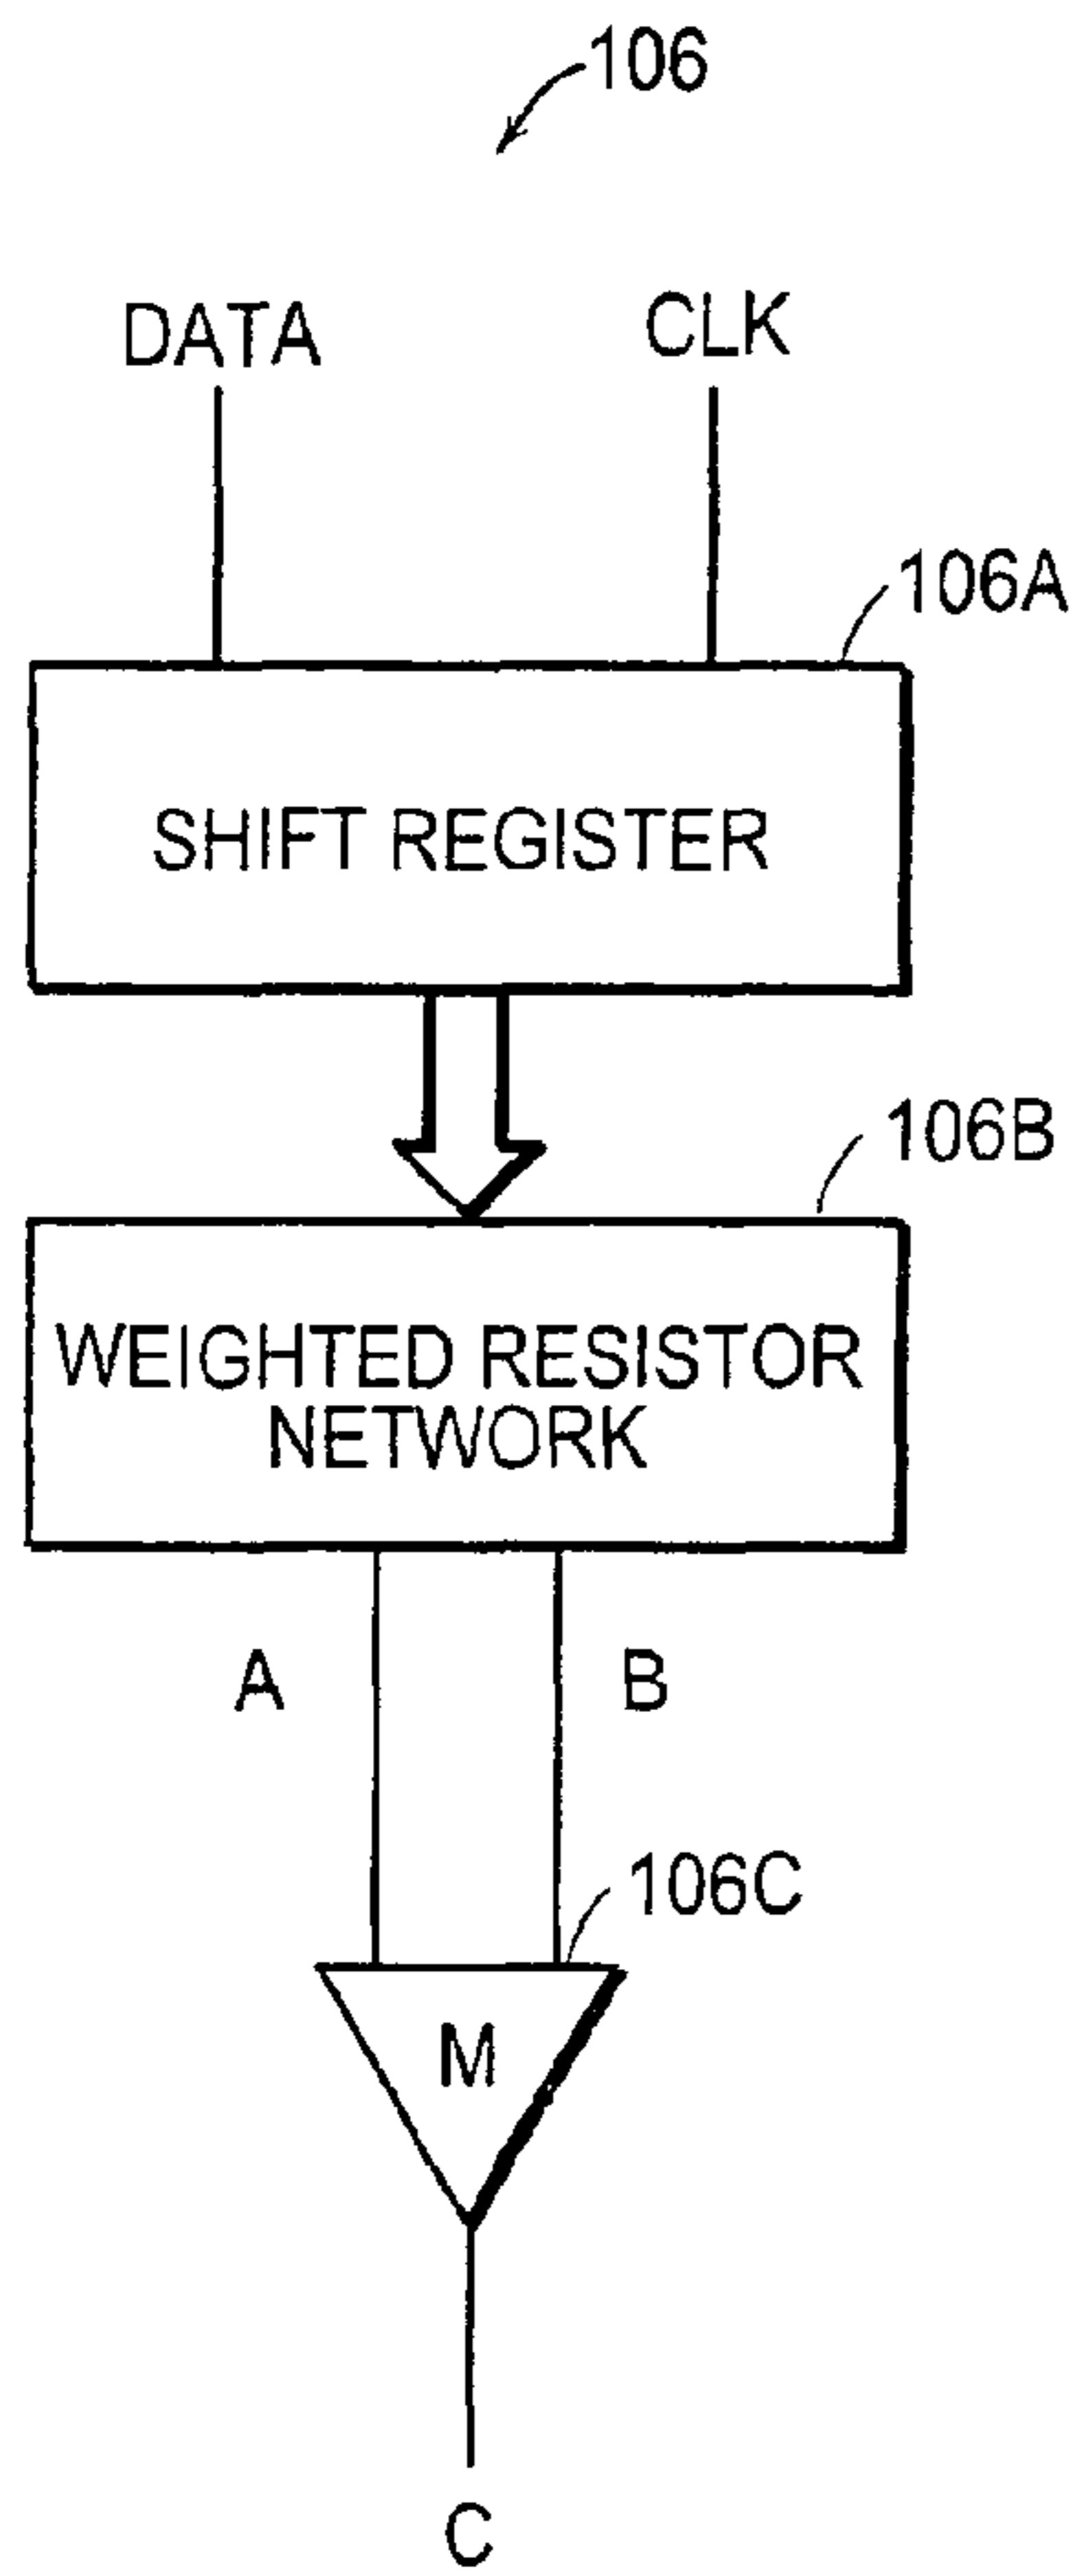 106
DATA
CLK
106A
SHIFT REGISTER
106B
WEIGHTED RESISTOR
NETWORK
A
B
106C
M
C